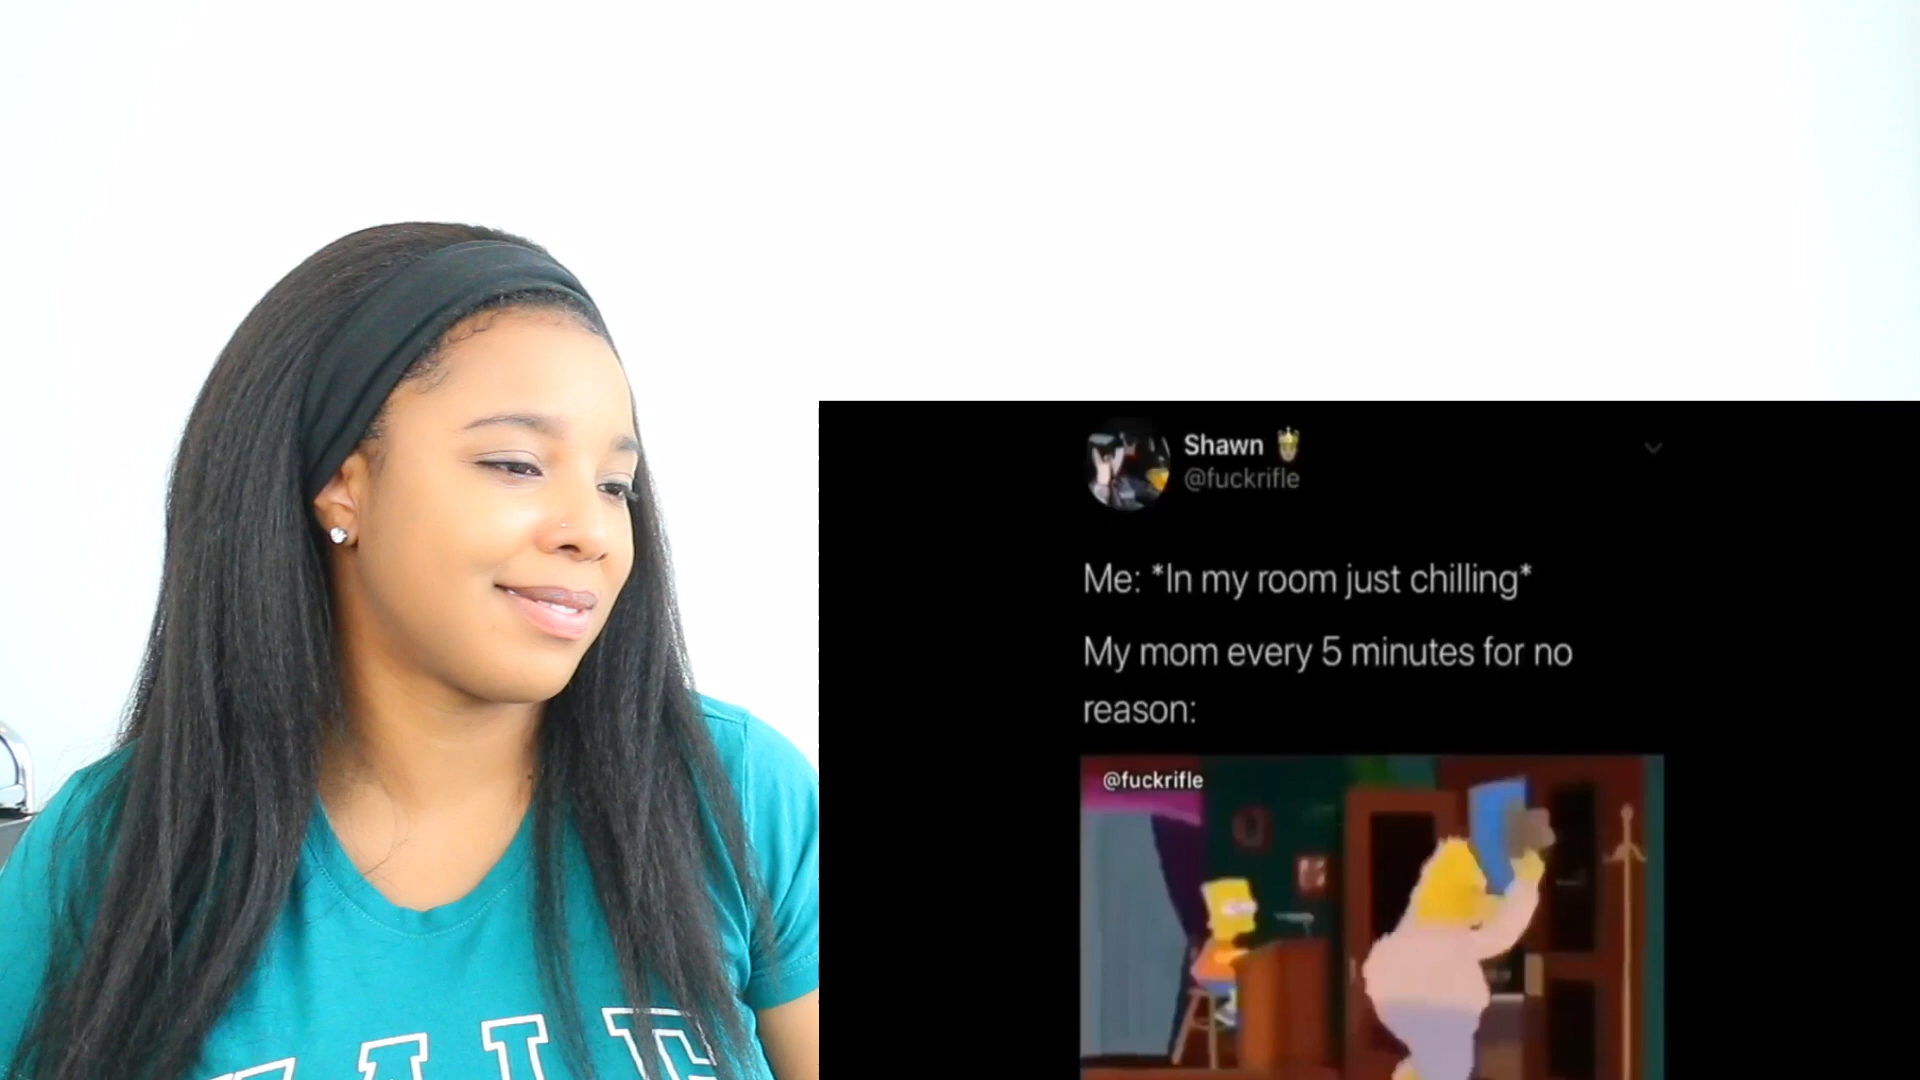 Shawn
@fuckrifle
Me: *In my room just chilling*
My mom every 5 minutes for no
reason:
@fuckrifle